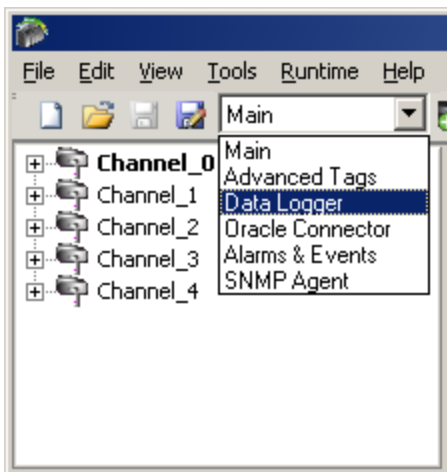 File Edit View Tools Runtime Help
Main
Channel_0
Channel_1
Channel_2
Channel_3
Channel_4
Main
Advanced Tags
Data Logger
Oracle Connector
Alarms & Events
SNMP Agent